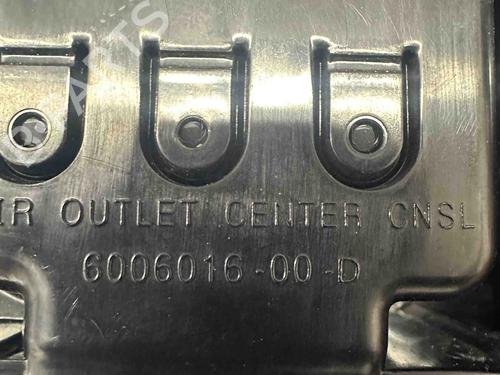 IR OUTLET CENTER CNSL
6006016-00-D